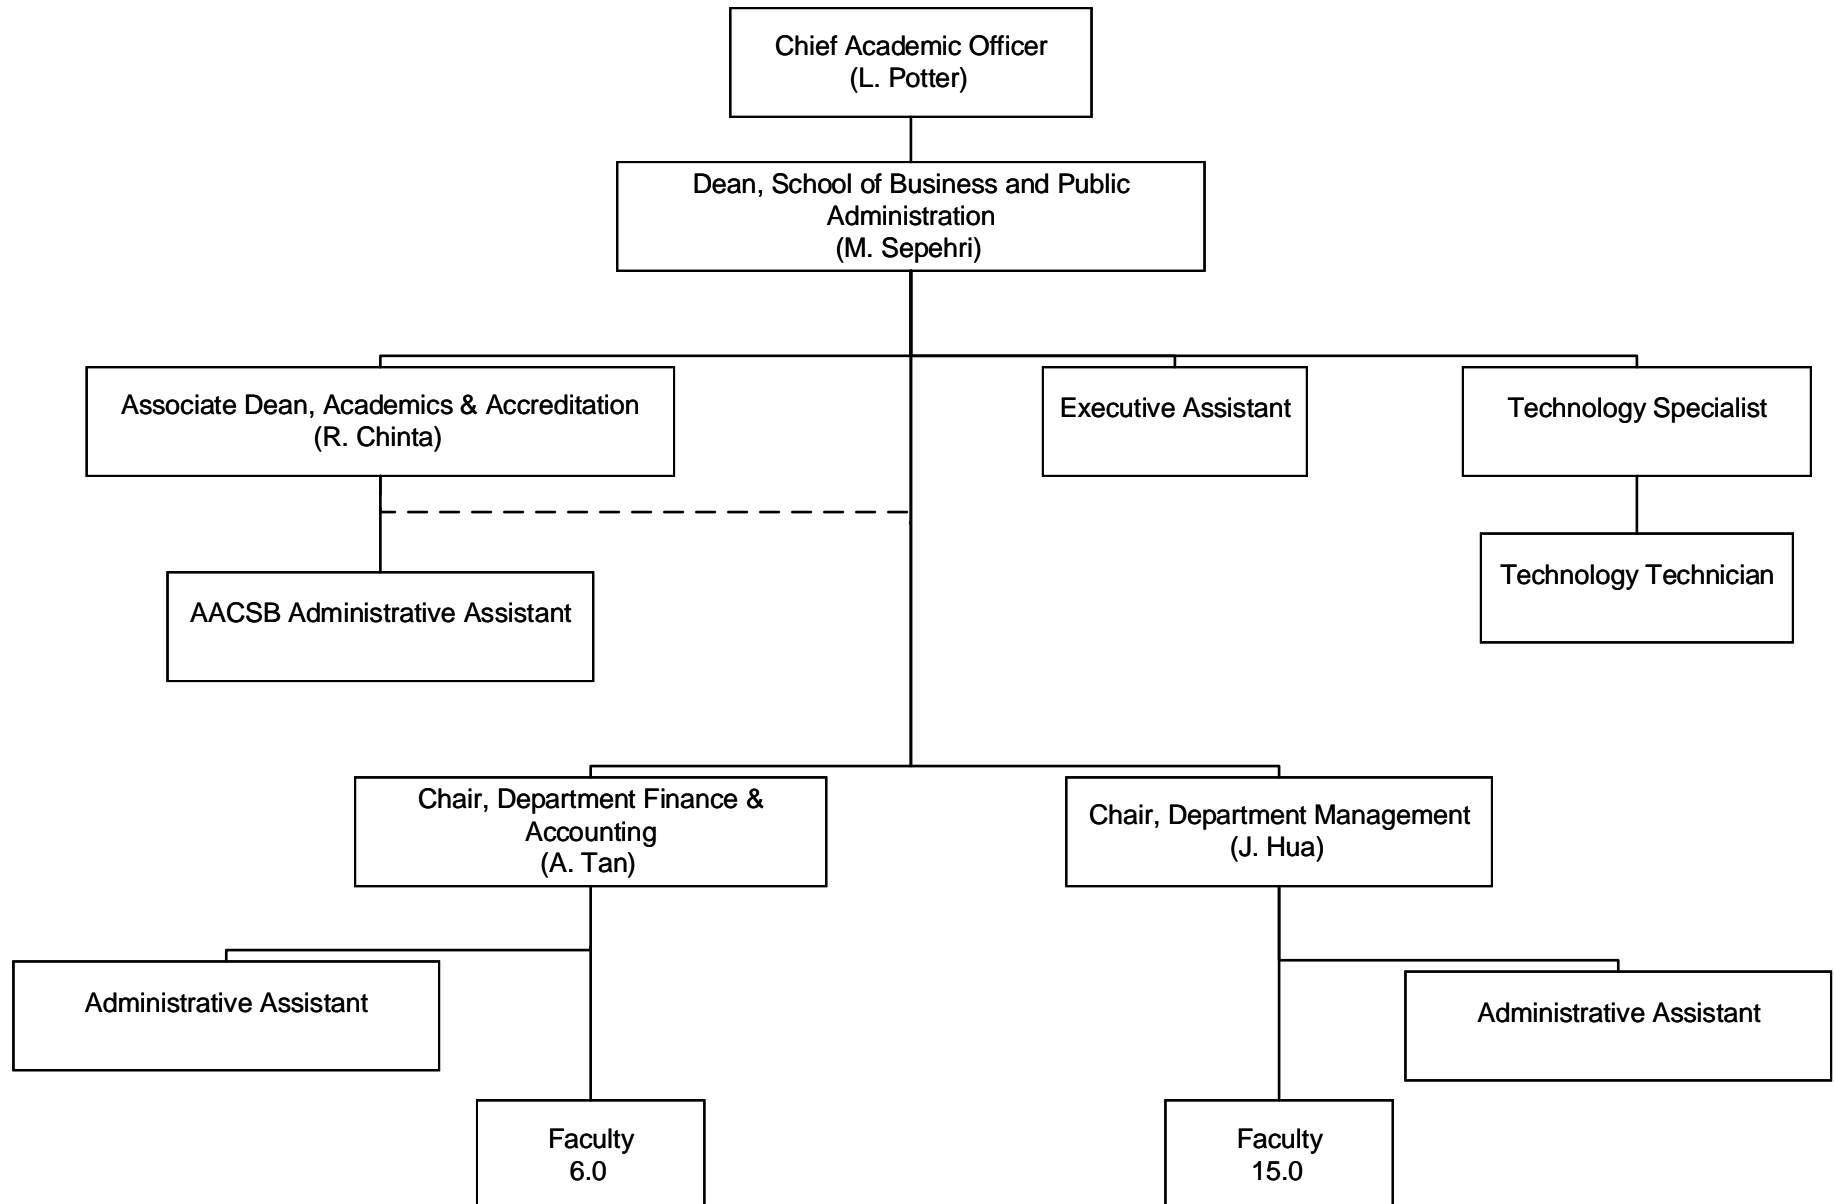 Chief Academic Officer
(L. Potter)
Dean, School of Business and Public
Administration
(M. Sepehri)
Associate Dean, Academics & Accreditation
(R. Chinta)
Executive Assistant
Technology Specialist
AACSB Administrative Assistant
Technology Technician
Chair, Department Finance &
Accounting
(A. Tan)
Chair, Department Management
(J. Hua)
Administrative Assistant
Administrative Assistant
Faculty
6.0
Faculty
15.0